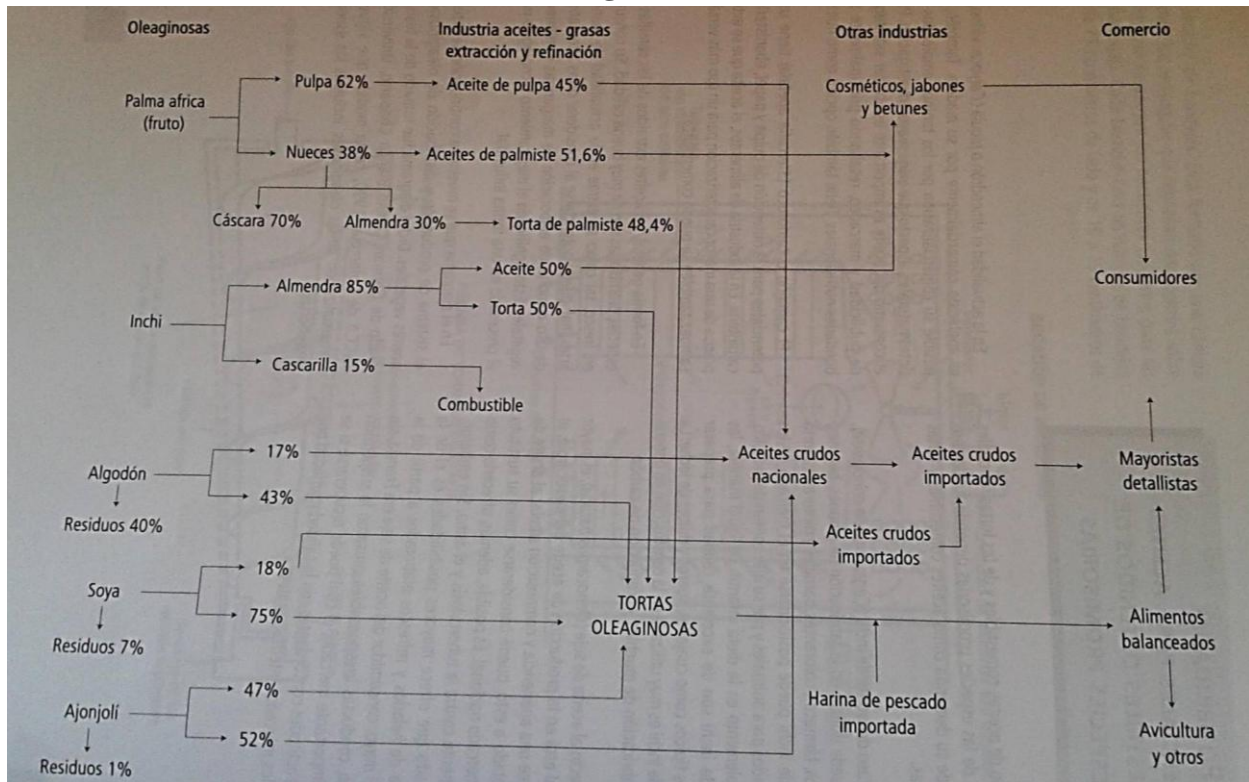 Oleaginosas
Industria aceites - grasas
extracción y refinación
Otras industrias
Comercio
Palma africa
(fruto)
Pulpa 62%
Aceite de pulpa 45%
Cosméticos, jabones
y betunes
Nueces 38%
Aceites de palmiste 51,6%
Cáscara 70%
Almendra 30%
Torta de palmiste 48,4%
Inchi
Almendra 85%
Aceite 50%
Torta 50%
Consumidores
Cascarilla 15%
Combustible
Algodón
17%
43%
Residuos 40%
Aceites crudos
nacionales
Aceites crudos
importados
Mayoristas
detallistas
Aceites crudos
importados
Soya
18%
75%
Residuos 7%
TORTAS
OLEAGINOSAS
Alimentos
balanceados
Ajonjolí
47%
52%
Residuos 1%
Harina de pescado
importada
Avicultura
y otros